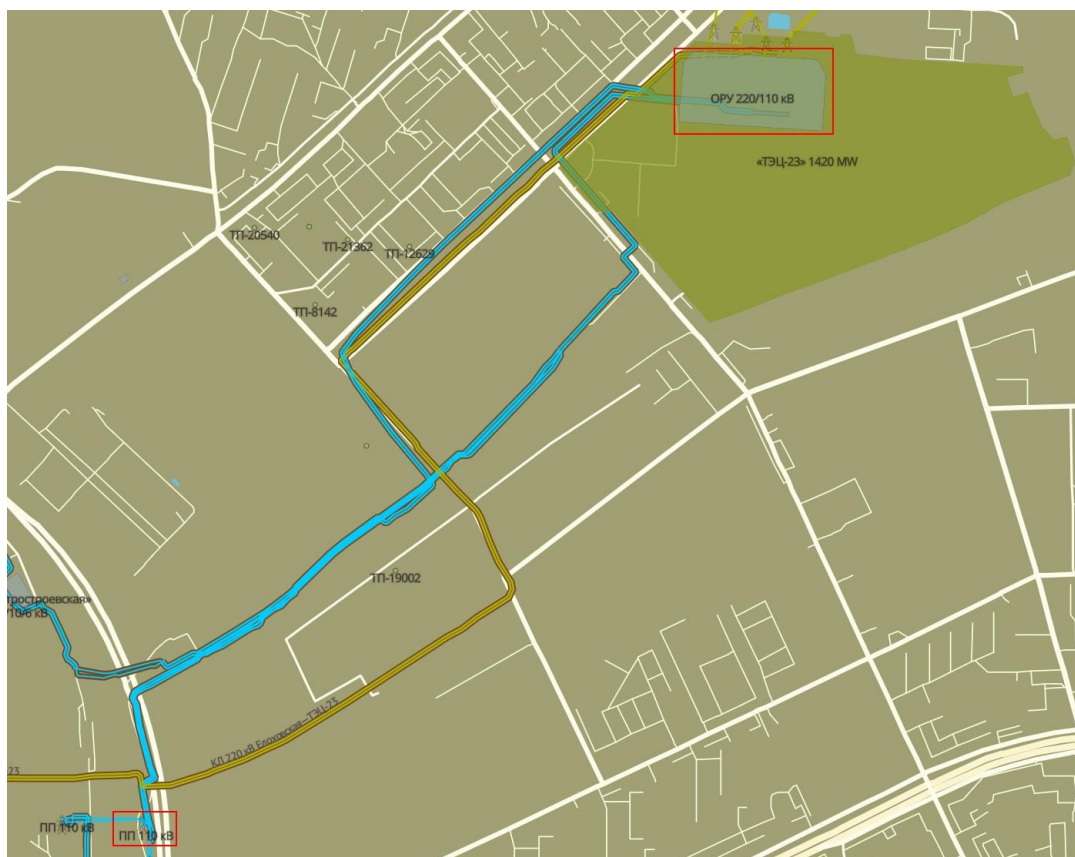 ОРУ 220/110 кВ
«ТЭЦ-23» 1420 MW
ТП-20540
ТП-21362
ТП-12629
ТП-8142
ТП-19002
тростроевская»
/10/6 кВ
КЛ 220 кВ Елоховская—ТЭЦ-23
23
ПП 110 кВ
ПП 110 кВ